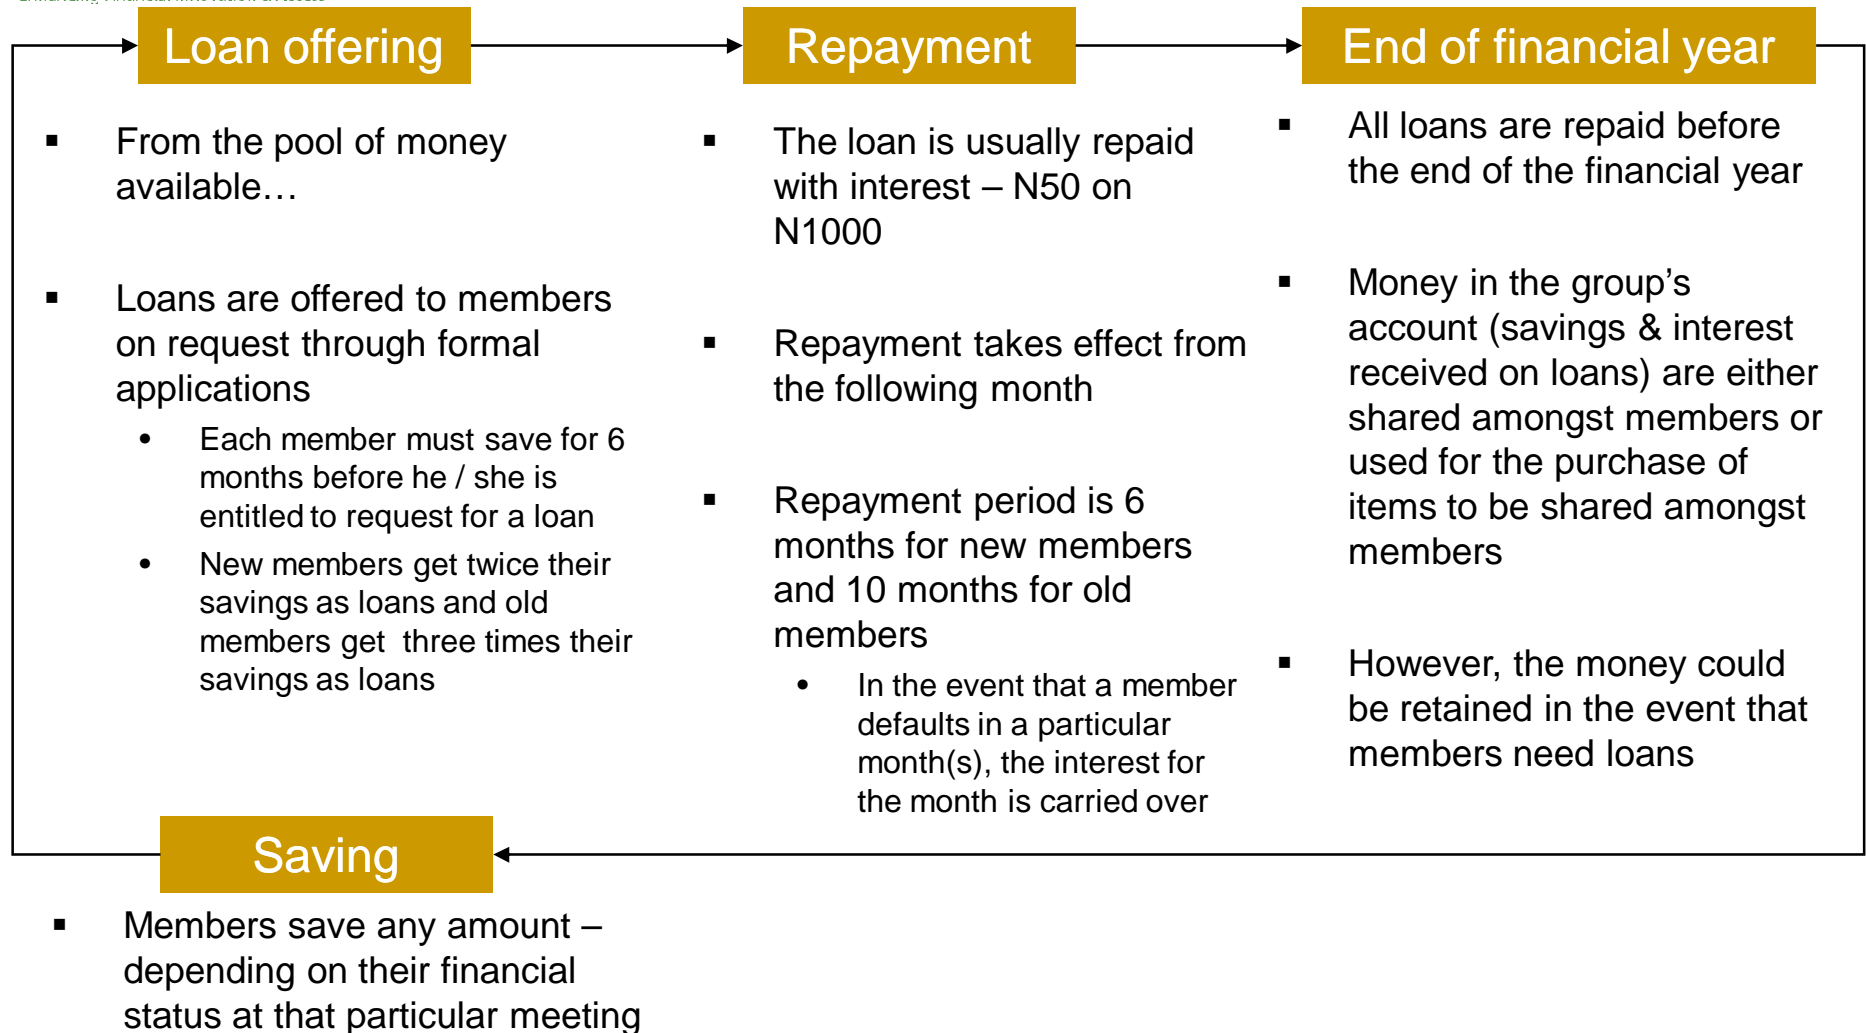 Loan offering
Repayment
End of financial year
▪ From the pool of money
available…
▪ Loans are offered to members
on request through formal
applications
• Each member must save for 6
months before he / she is
entitled to request for a loan
• New members get twice their
savings as loans and old
members get three times their
savings as loans
▪ The loan is usually repaid
with interest – N50 on
N1000
▪ Repayment takes effect from
the following month
▪ Repayment period is 6
months for new members
and 10 months for old
members
• In the event that a member
defaults in a particular
month(s), the interest for
the month is carried over
▪ All loans are repaid before
the end of the financial year
▪ Money in the group’s
account (savings & interest
received on loans) are either
shared amongst members or
used for the purchase of
items to be shared amongst
members
▪ However, the money could
be retained in the event that
members need loans
Saving
▪ Members save any amount –
depending on their financial
status at that particular meeting